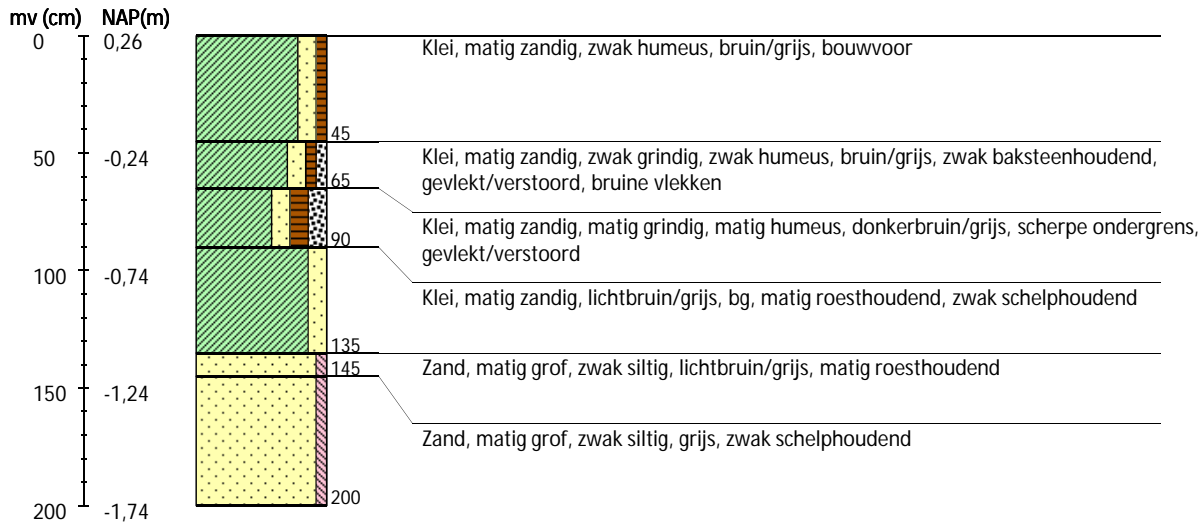 mv (cm) NAP(m)
0 0,26
Klei, matig zandig, zwak humeus, bruin/grijs, bouwvoor
45
50 -0,24
Klei, matig zandig, zwak grindig, zwak humeus, bruin/grijs, zwak baksteenhoudend,
gevlekt/verstoord, bruine vlekken
65
Klei, matig zandig, matig grindig, matig humeus, donkerbruin/grijs, scherpe ondergrens,
gevlekt/verstoord
90
100 -0,74
Klei, matig zandig, lichtbruin/grijs, bg, matig roesthoudend, zwak schelphoudend
135
Zand, matig grof, zwak siltig, lichtbruin/grijs, matig roesthoudend
145
150 -1,24
Zand, matig grof, zwak siltig, grijs, zwak schelphoudend
200
200 -1,74